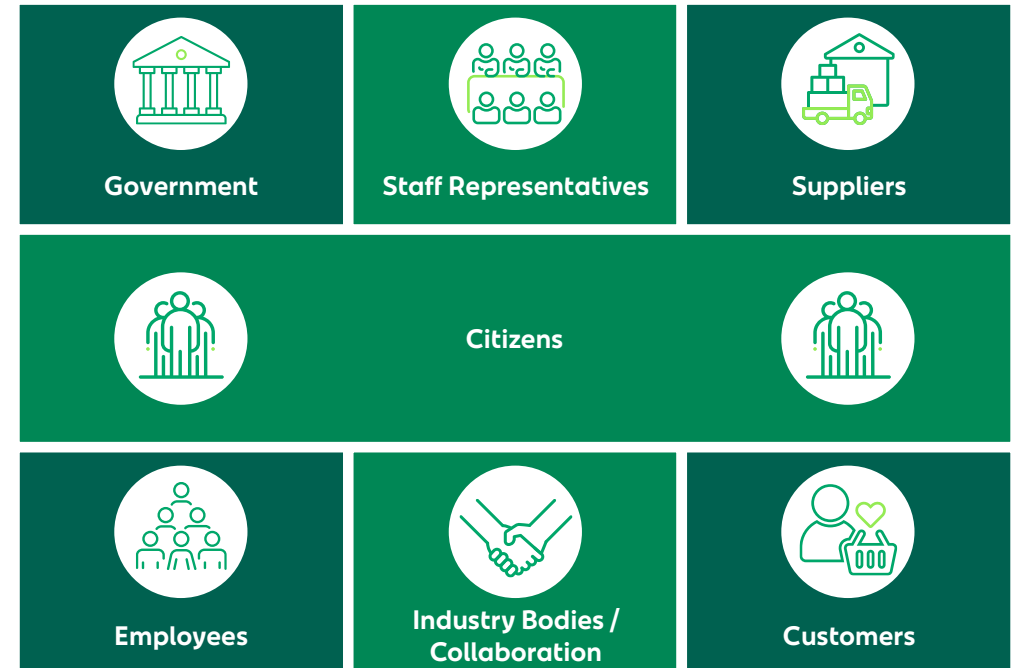 Government
Staff Representatives
Suppliers
Citizens
Employees
Industry Bodies /
Collaboration
Customers